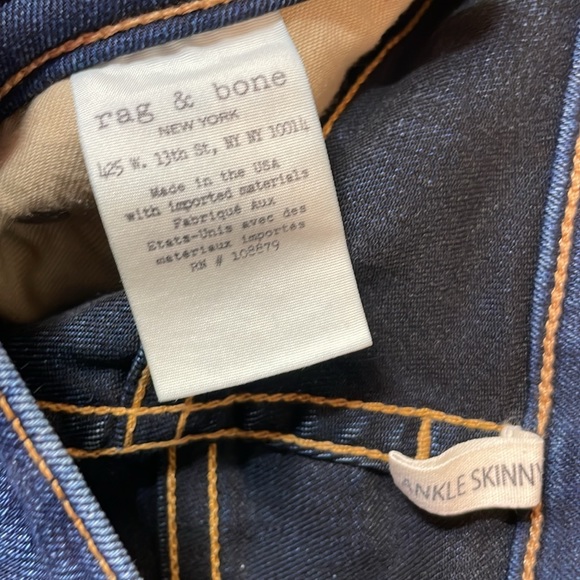 rag & bone
NEW YORK
425 W. 13th St, NY NY 10014
Made in the USA
with imported materials
Fabriqué Aux
Etats-Unis avec des
matériaux importés
RN # 108879
ANKLE SKINNY